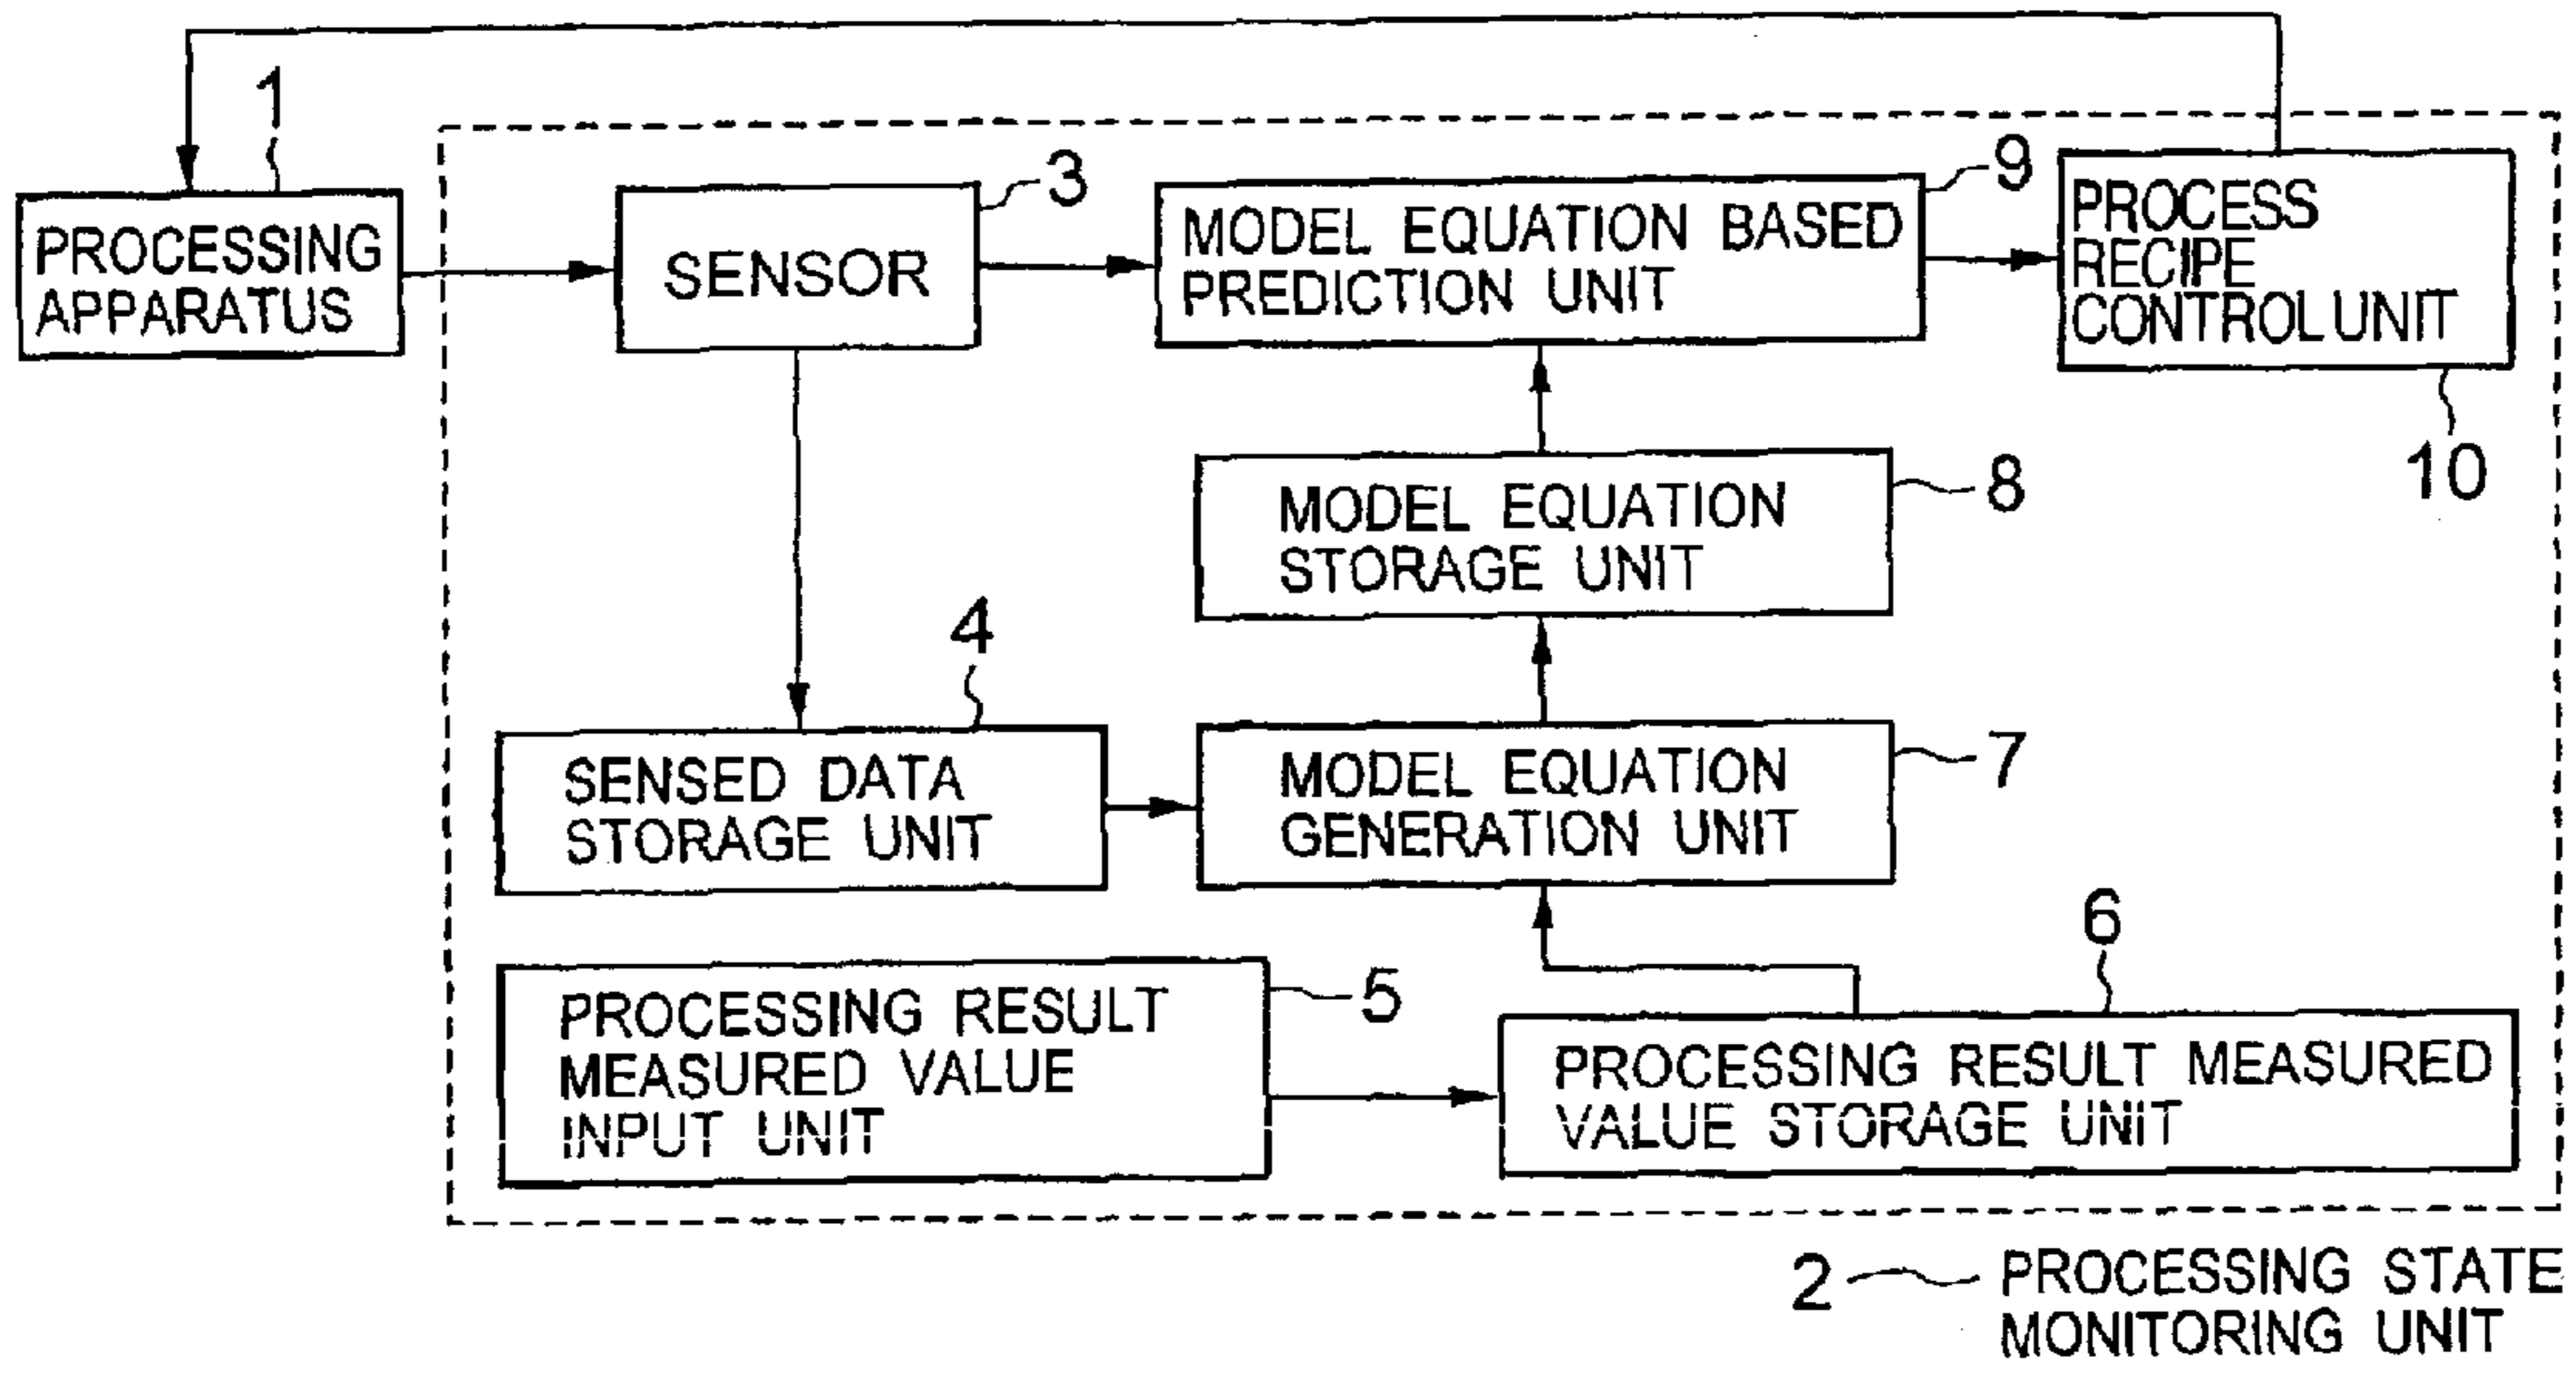 1
PROCESSING
APPARATUS
3
SENSOR
9
MODEL EQUATION BASED
PREDICTION UNIT
PROCESS
RECIPE
CONTROL UNIT
10
8
MODEL EQUATION
STORAGE UNIT
4
SENSED DATA
STORAGE UNIT
7
MODEL EQUATION
GENERATION UNIT
5
PROCESSING RESULT
MEASURED VALUE
INPUT UNIT
6
PROCESSING RESULT MEASURED
VALUE STORAGE UNIT
2 PROCESSING STATE
MONITORING UNIT